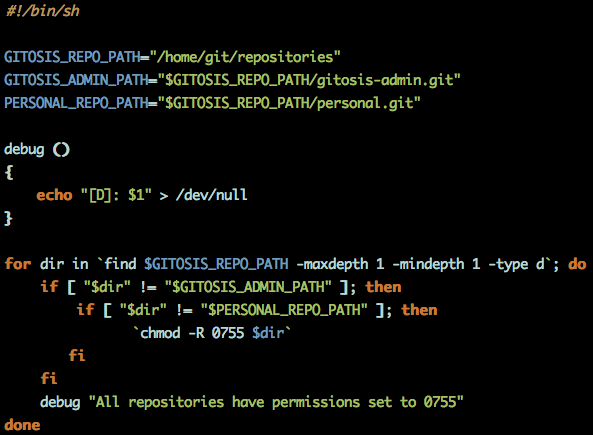 #!/bin/sh

GITOSIS_REPO_PATH="/home/git/repositories"
GITOSIS_ADMIN_PATH="$GITOSIS_REPO_PATH/gitosis-admin.git"
PERSONAL_REPO_PATH="$GITOSIS_REPO_PATH/personal.git"

debug ()
{
    echo "[D]: $1" > /dev/null
}

for dir in `find $GITOSIS_REPO_PATH -maxdepth 1 -mindepth 1 -type d`; do
    if [ "$dir" != "$GITOSIS_ADMIN_PATH" ]; then
        if [ "$dir" != "$PERSONAL_REPO_PATH" ]; then
            `chmod -R 0755 $dir`
        fi
    fi
    debug "All repositories have permissions set to 0755"
done